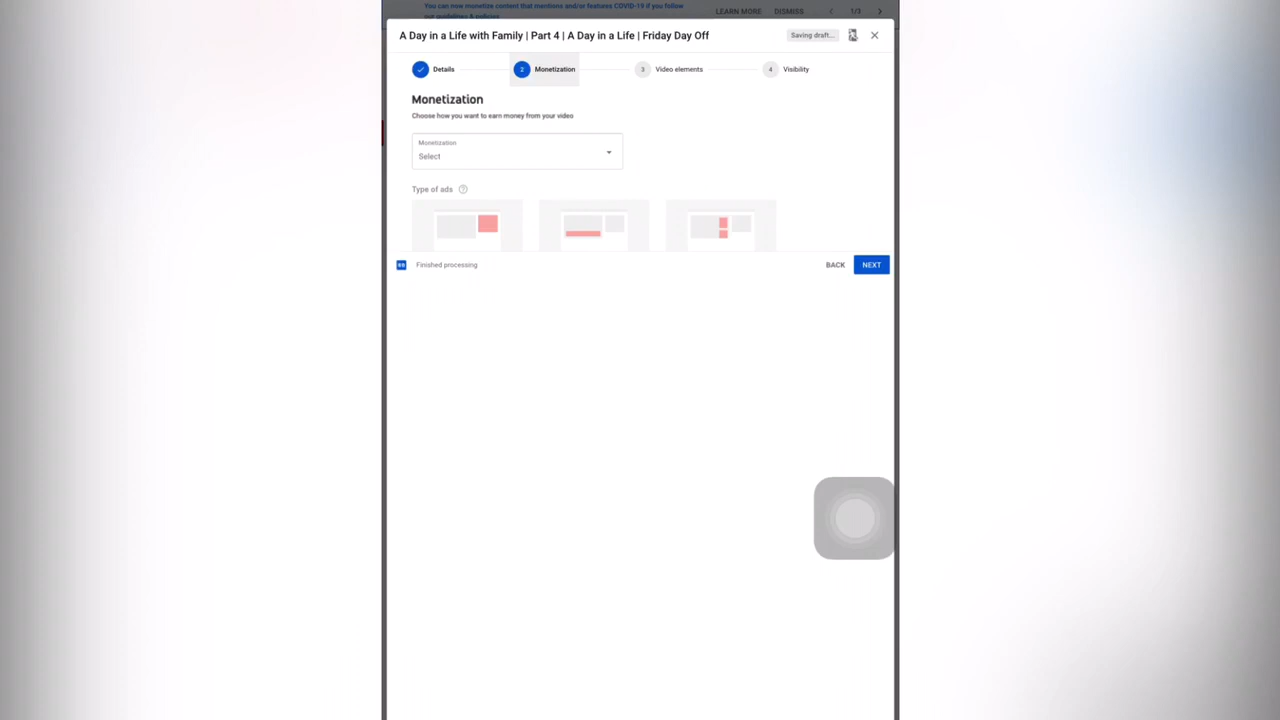 You can now monetize content that mentions and/or features COVID-19 if you follow
our guidelines & policies
LEARN MORE DISMISS 1/3
A Day in a Life with Family | Part 4 | A Day in a Life | Friday Day Off
Saving draft...
Details
2 Monetization
3 Video elements
4 Visibility
Monetization
Choose how you want to earn money from your video
Monetization
Select
Type of ads ?
Finished processing
BACK NEXT